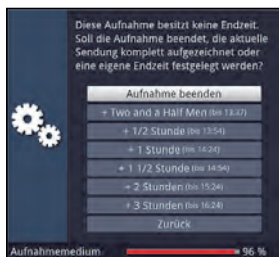 Diese Aufnahme besitzt keine Endzeit.
Soll die Aufnahme beendet, die aktuelle
Sendung komplett aufgezeichnet oder
eine eigene Endzeit festgelegt werden?
Aufnahme beenden
+ Two and a Half Men (bis 13:37)
+ 1/2 Stunde (bis 13:54)
+ 1 Stunde (bis 14:24)
+ 1 1/2 Stunde (bis 14:54)
+ 2 Stunden (bis 15:24)
+ 3 Stunden (bis 16:24)
Zurück
Aufnahmemedium 96 %